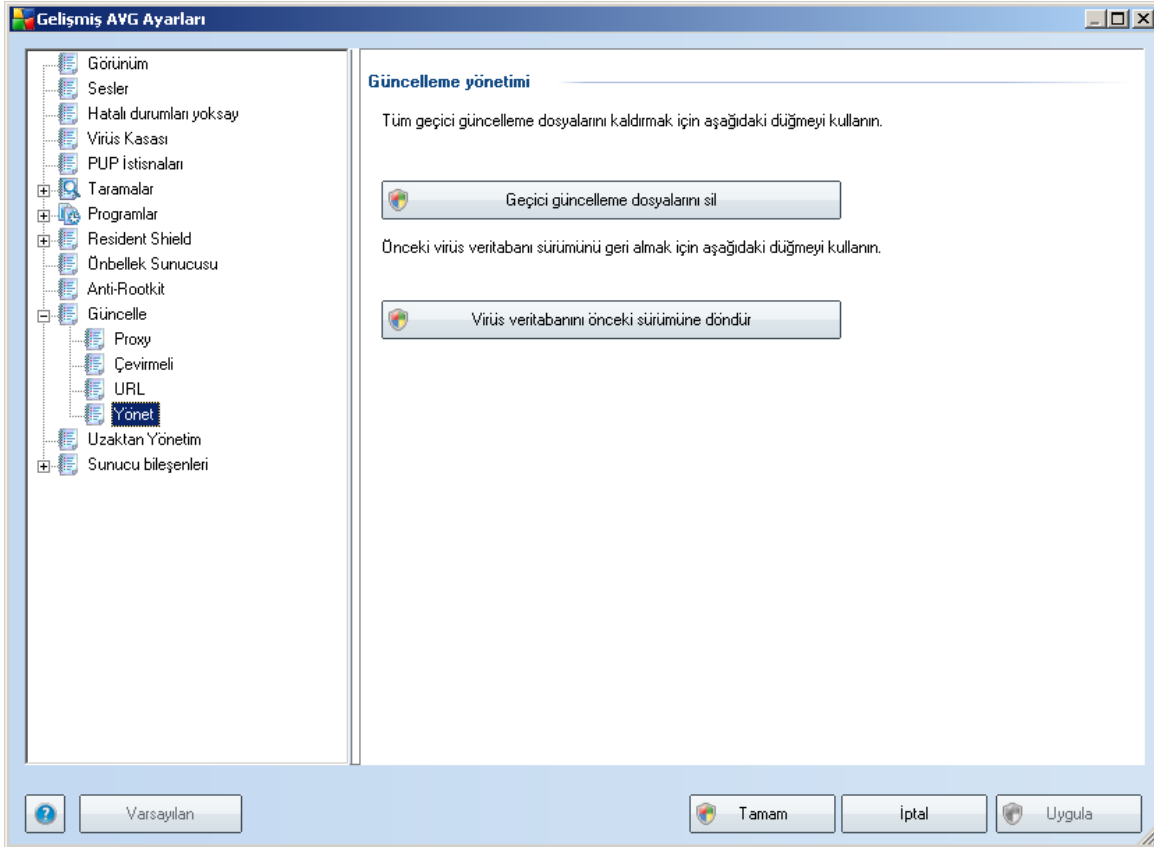 Gelişmiş AVG Ayarları
Görünüm
Sesler
Hatalı durumları yoksay
Virüs Kasası
PUP İstisnaları
Taramalar
Programlar
Resident Shield
Önbellek Sunucusu
Anti-Rootkit
Güncelle
Proxy
Çevirmeli
URL
Yönet
Uzaktan Yönetim
Sunucu bileşenleri
Güncelleme yönetimi
Tüm geçici güncelleme dosyalarını kaldırmak için aşağıdaki düğmeyi kullanın.
Geçici güncelleme dosyalarını sil
Önceki virüs veritabanı sürümünü geri almak için aşağıdaki düğmeyi kullanın.
Virüs veritabanını önceki sürümüne döndür
Varsayılan
Tamam
İptal
Uygula